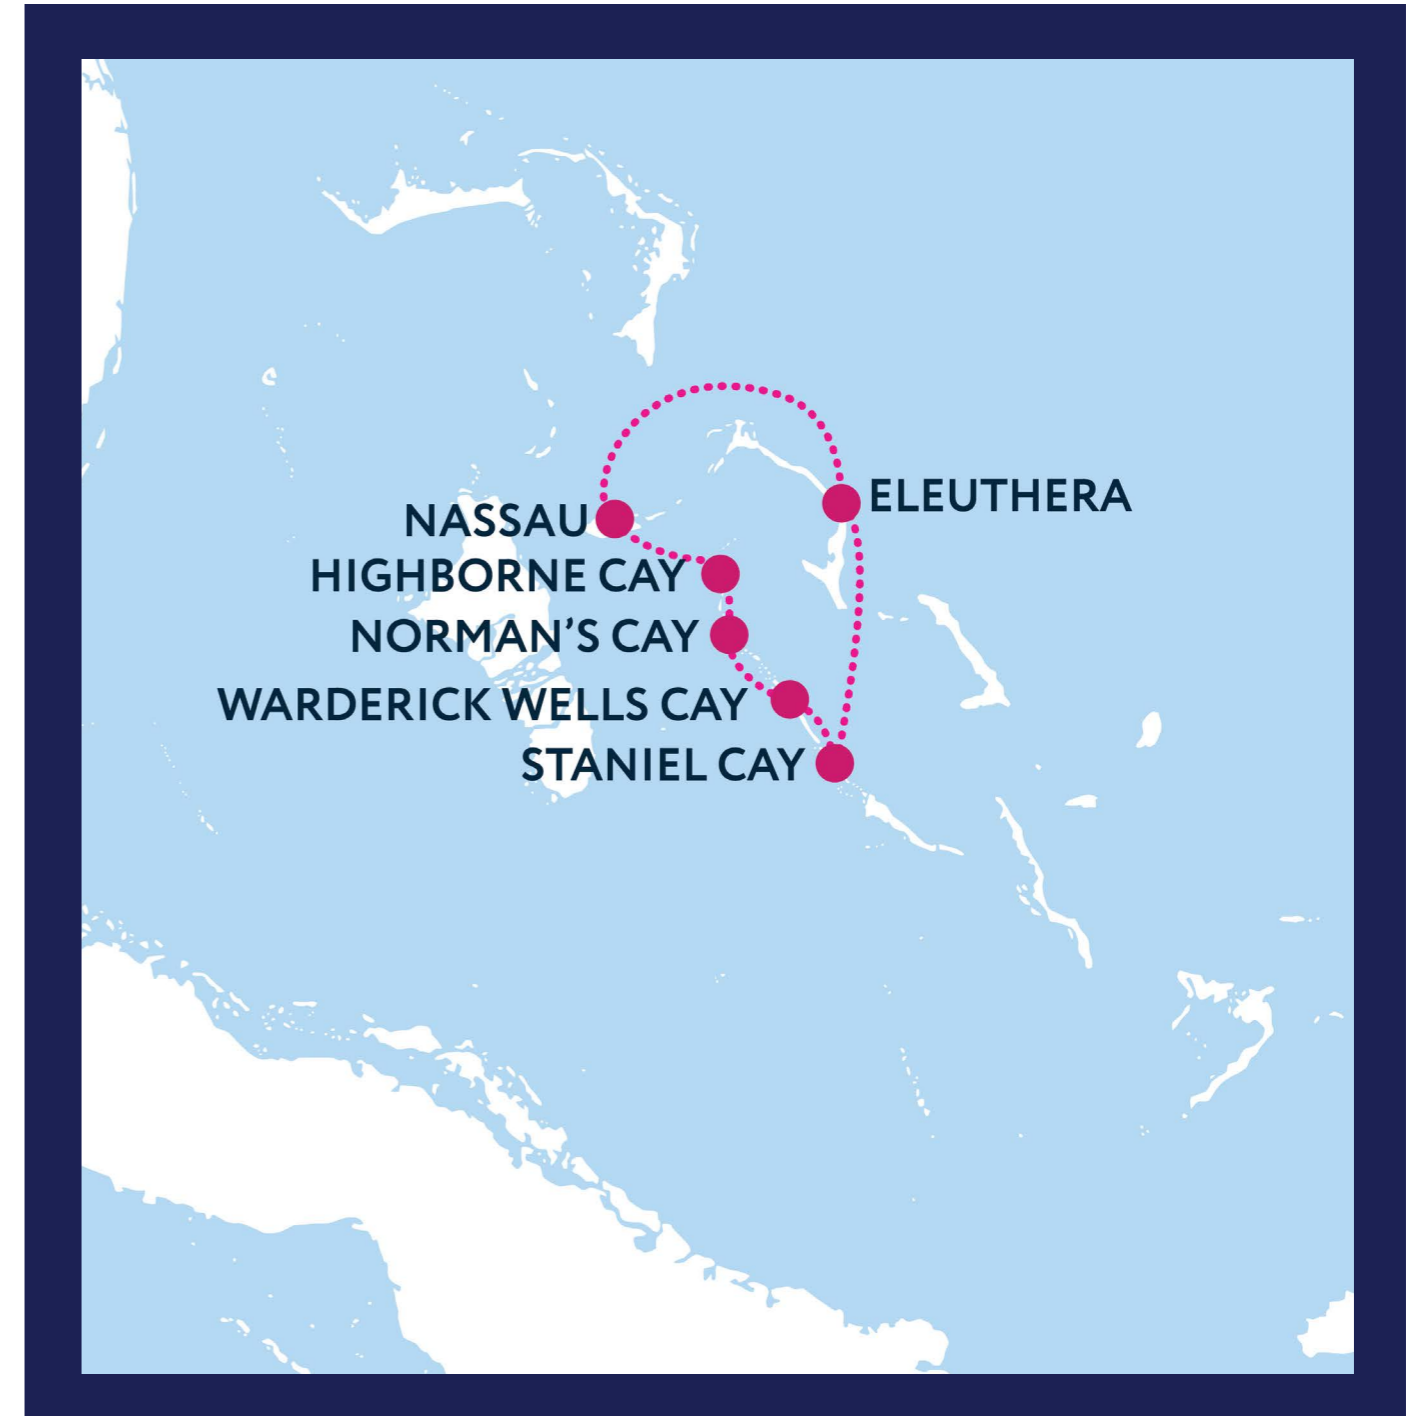 ELEUTHERA
NASSAU
HIGHBORNE CAY
NORMAN’S CAY
WARDERICK WELLS CAY
STANIEL CAY